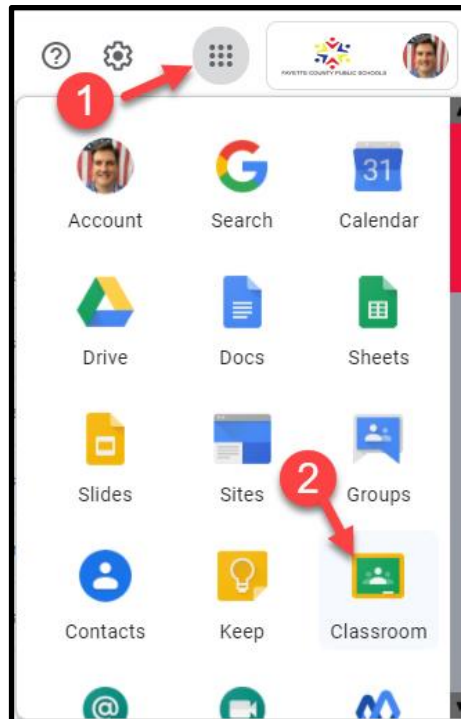 FAYETTE COUNTY PUBLIC SCHOOLS
1
31
Account Search Calendar
Drive Docs Sheets
Slides Sites Groups
2
Contacts Keep Classroom
@